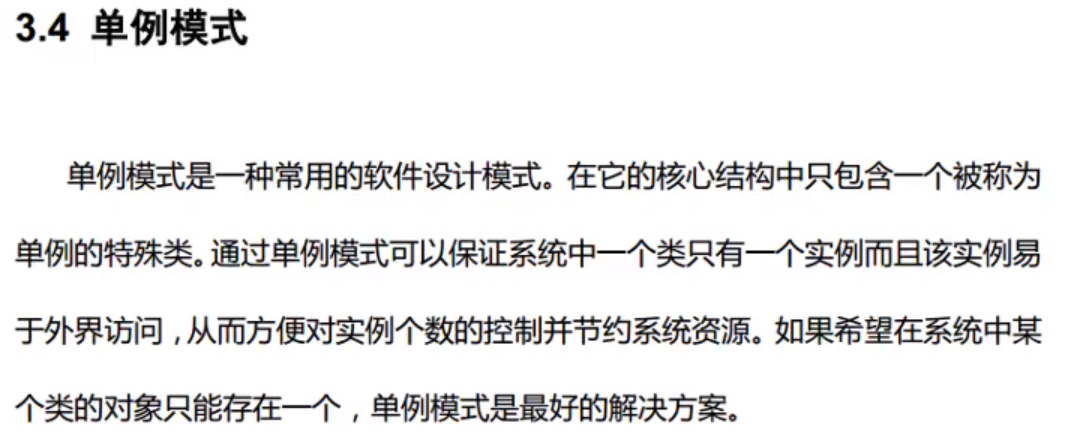 3.4 单例模式
单例模式是一种常用的软件设计模式。在它的核心结构中只包含一个被称为
单例的特殊类。通过单例模式可以保证系统中一个类只有一个实例而且该实例易
于外界访问，从而方便对实例个数的控制并节约系统资源。如果希望在系统中某
个类的对象只能存在一个，单例模式是最好的解决方案。